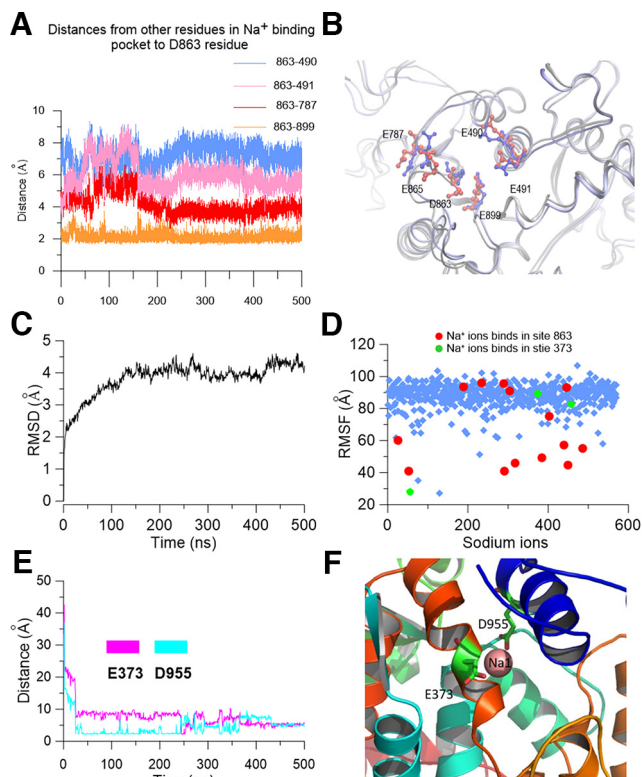 A
Distances from other residues in Na+ binding
pocket to D863 residue
863-490
863-491
863-787
863-899
Distance (Å)
10
8
6
4
2
0
0 100 200 300 400 500
B
E787
E490
E865
D863
E491
E899
C
RMSD (Å)
5
4
3
2
1
0
0 100 200 300 400 500
Time (ns)
D
Na+ ions binds in site 863
Na+ ions binds in stie 373
RMSF (Å)
120
100
80
60
40
20
0 200 400 600
Sodium ions
E
Distance (Å)
50
40
30
20
10
0
E373 D955
0 100 200 300 400 500
Time (ns)
F
D955
Na1
E373